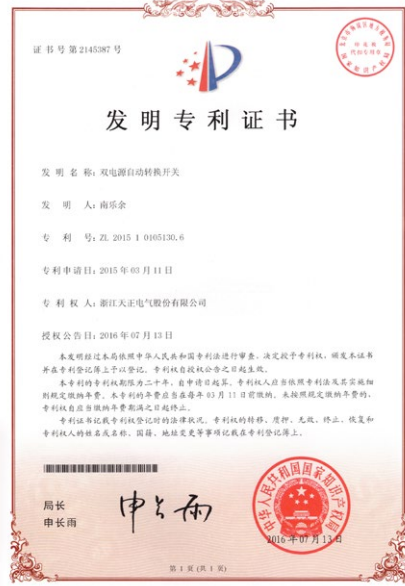 证书号第2145387号
发明专利证书
发 明 名 称：双电源自动转换开关
发 明 人：南乐余
专 利 号：ZL 2015 1 0105130.6
专利申请日：2015年03月11日
专 利 权 人：浙江天正电气股份有限公司
授权公告日：2016年07月13日
本发明经过本局依照中华人民共和国专利法进行审查，决定授予专利权，颁发本证书
并在专利登记簿上予以登记。专利权自授权公告之日起生效。
本专利的专利权期限为二十年，自申请日起算。专利权人应当依照专利法及其实施细
则规定缴纳年费。本专利的年费应当在每年03月11日前缴纳。未按照规定缴纳年费的，
专利权自应当缴纳年费期满之日起终止。
专利证书记载专利权登记时的法律状况。专利权的转移、质押、无效、终止、恢复和
专利权人的姓名或名称、国籍、地址变更等事项记载在专利登记簿上。
局长
申长雨
申长雨
中华人民共和国国家知识产权局
2016年07月13日
第1页(共1页)